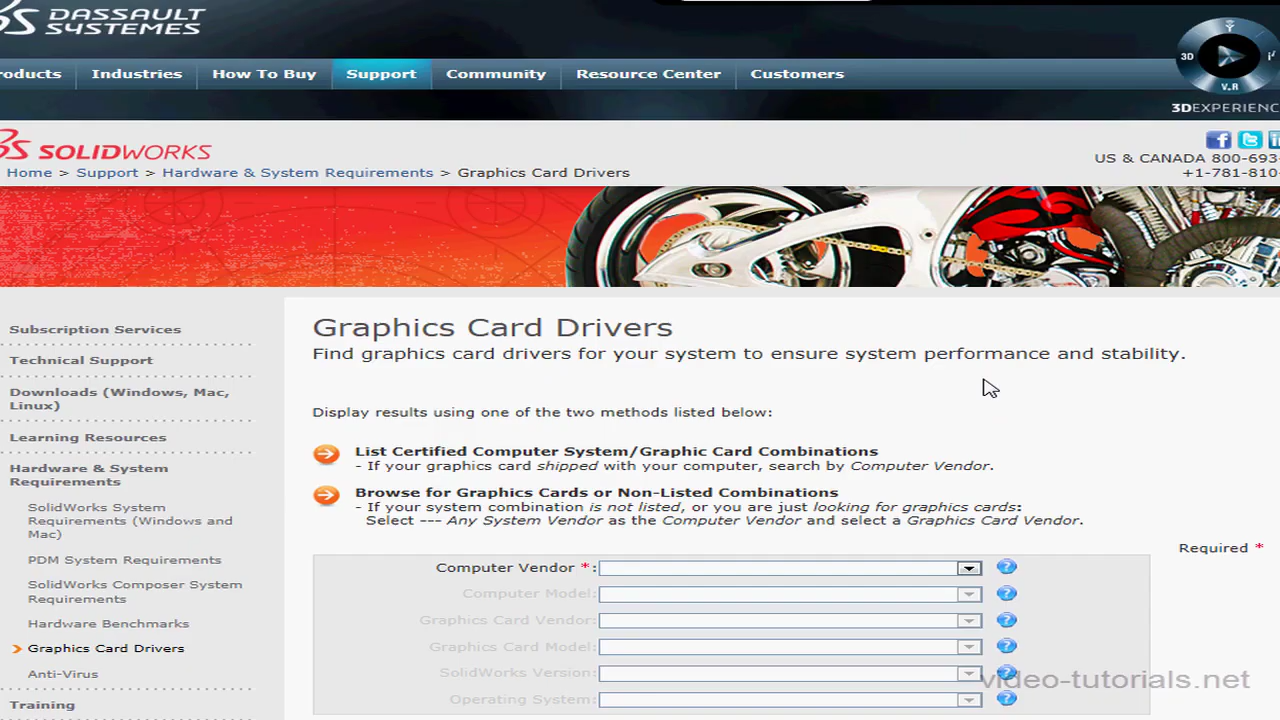 DASSAULT
SYSTEMES
roducts Industries How To Buy Support Community Resource Center Customers
3D
V.R
3DEXPERIENC
SOLIDWORKS
US & CANADA 800-693-
+1-781-810-
Home > Support > Hardware & System Requirements > Graphics Card Drivers
Subscription Services
Technical Support
Downloads (Windows, Mac,
Linux)
Learning Resources
Hardware & System
Requirements
SolidWorks System
Requirements (Windows and
Mac)
PDM System Requirements
SolidWorks Composer System
Requirements
Hardware Benchmarks
Graphics Card Drivers
Anti-Virus
Training
Graphics Card Drivers
Find graphics card drivers for your system to ensure system performance and stability.
Display results using one of the two methods listed below:
List Certified Computer System/Graphic Card Combinations
- If your graphics card shipped with your computer, search by Computer Vendor.
Browse for Graphics Cards or Non-Listed Combinations
- If your system combination is not listed, or you are just looking for graphics cards:
Select --- Any System Vendor as the Computer Vendor and select a Graphics Card Vendor.
Required *
Computer Vendor *:
Computer Model:
Graphics Card Vendor:
Graphics Card Model:
SolidWorks Version:
Operating System:
video-tutorials.net